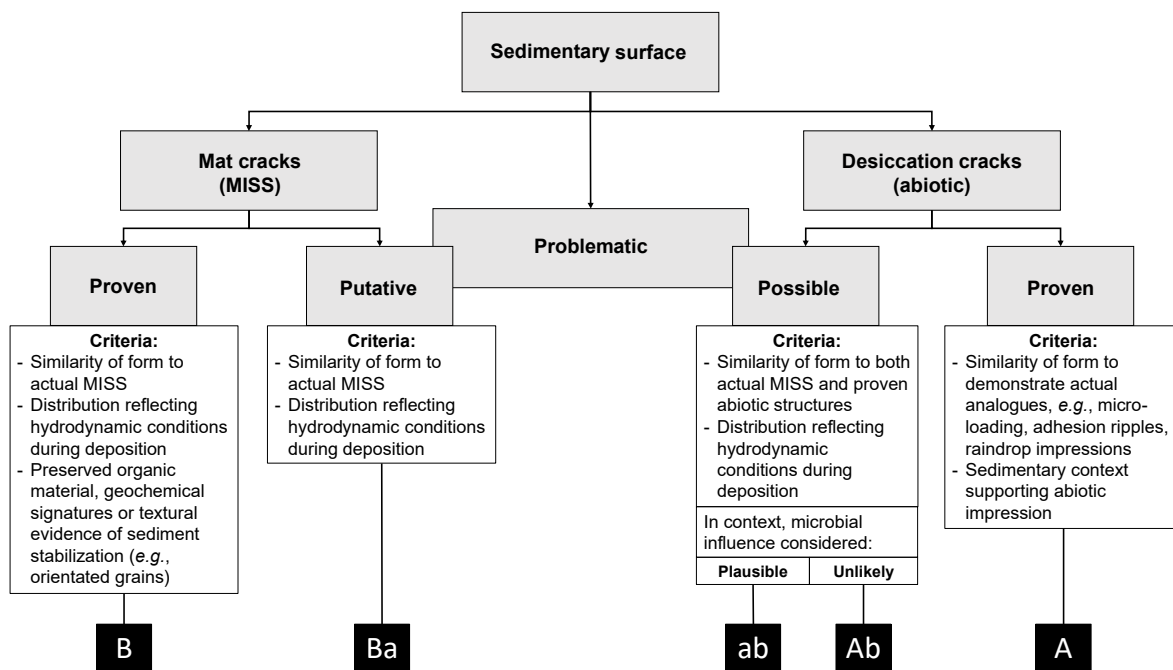 Sedimentary surface
Mat cracks
(MISS)
Desiccation cracks
(abiotic)
Problematic
Proven
Putative
Possible
Proven
Criteria:
- Similarity of form to
actual MISS
- Distribution reflecting
hydrodynamic conditions
during deposition
- Preserved organic
material, geochemical
signatures or textural
evidence of sediment
stabilization (e.g.,
orientated grains)
Criteria:
- Similarity of form to
actual MISS
- Distribution reflecting
hydrodynamic conditions
during deposition
Criteria:
- Similarity of form to both
actual MISS and proven
abiotic structures
- Distribution reflecting
hydrodynamic
conditions during
deposition
In context, microbial
influence considered:
Plausible
Unlikely
Criteria:
- Similarity of form to
demonstrate actual
analogues, e.g., micro-
loading, adhesion ripples,
raindrop impressions
- Sedimentary context
supporting abiotic
impression
B
Ba
ab
Ab
A